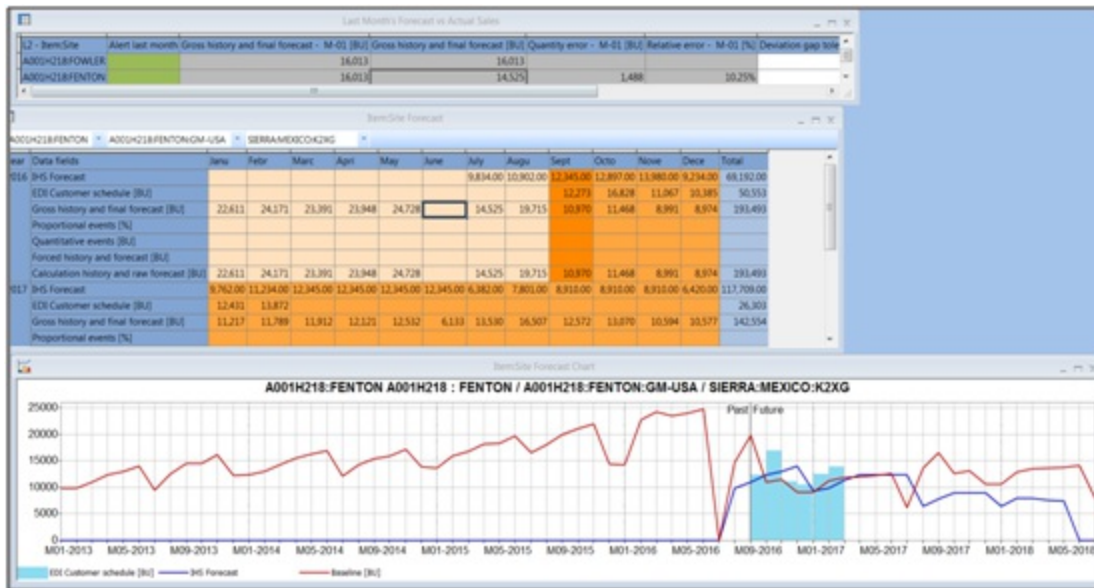 Last Month's Forecast vs Actual Sales
L2 - Item:Site Alert last month Gross history and final forecast - M-01 [BU] Gross history and final forecast [BU] Quantity error - M-01 [BU] Relative error - M-01 [%] Deviation gap tole
A001H218:FOWLER 16,013 16,013
A001H218:FENTON 16,013 14,525 1,488 10.25%
Item:Site Forecast
A001H218:FENTON A001H218:FENTON:GM-USA SIERRA:MEXICO:K2XG
ear Data fields Janu Febr Marc Apri May June July Augu Sept Octo Nove Dece Total
2016 IHS Forecast 9,834.00 10,902.00 12,345.00 12,897.00 13,980.00 9,234.00 69,192.00
EDI Customer schedule [BU] 12,273 16,828 11,067 10,385 50,553
Gross history and final forecast [BU] 22,611 24,171 23,391 23,948 24,728 14,525 19,715 10,970 11,468 8,991 8,974 193,493
Proportional events [%]
Quantitative events [BU]
Forced history and forecast [BU]
Calculation history and raw forecast [BU] 22,611 24,171 23,391 23,948 24,728 14,525 19,715 10,970 11,468 8,991 8,974 193,493
2017 IHS Forecast 9,762.00 11,234.00 12,345.00 12,345.00 12,345.00 12,345.00 6,382.00 7,801.00 8,910.00 8,910.00 8,910.00 6,420.00 117,709.00
EDI Customer schedule [BU] 12,431 13,872 26,303
Gross history and final forecast [BU] 11,217 11,789 11,912 12,121 12,532 6,133 13,530 16,507 12,572 13,070 10,594 10,577 142,554
Proportional events [%]
Item:Site Forecast Chart
A001H218:FENTON A001H218 : FENTON / A001H218:FENTON:GM-USA / SIERRA:MEXICO:K2XG
25000
Past Future
20000
15000
10000
5000
0
M01-2013 M05-2013 M09-2013 M01-2014 M05-2014 M09-2014 M01-2015 M05-2015 M09-2015 M01-2016 M05-2016 M09-2016 M01-2017 M05-2017 M09-2017 M01-2018 M05-2018
EDI Customer schedule [BU] IHS Forecast Baseline [BU]